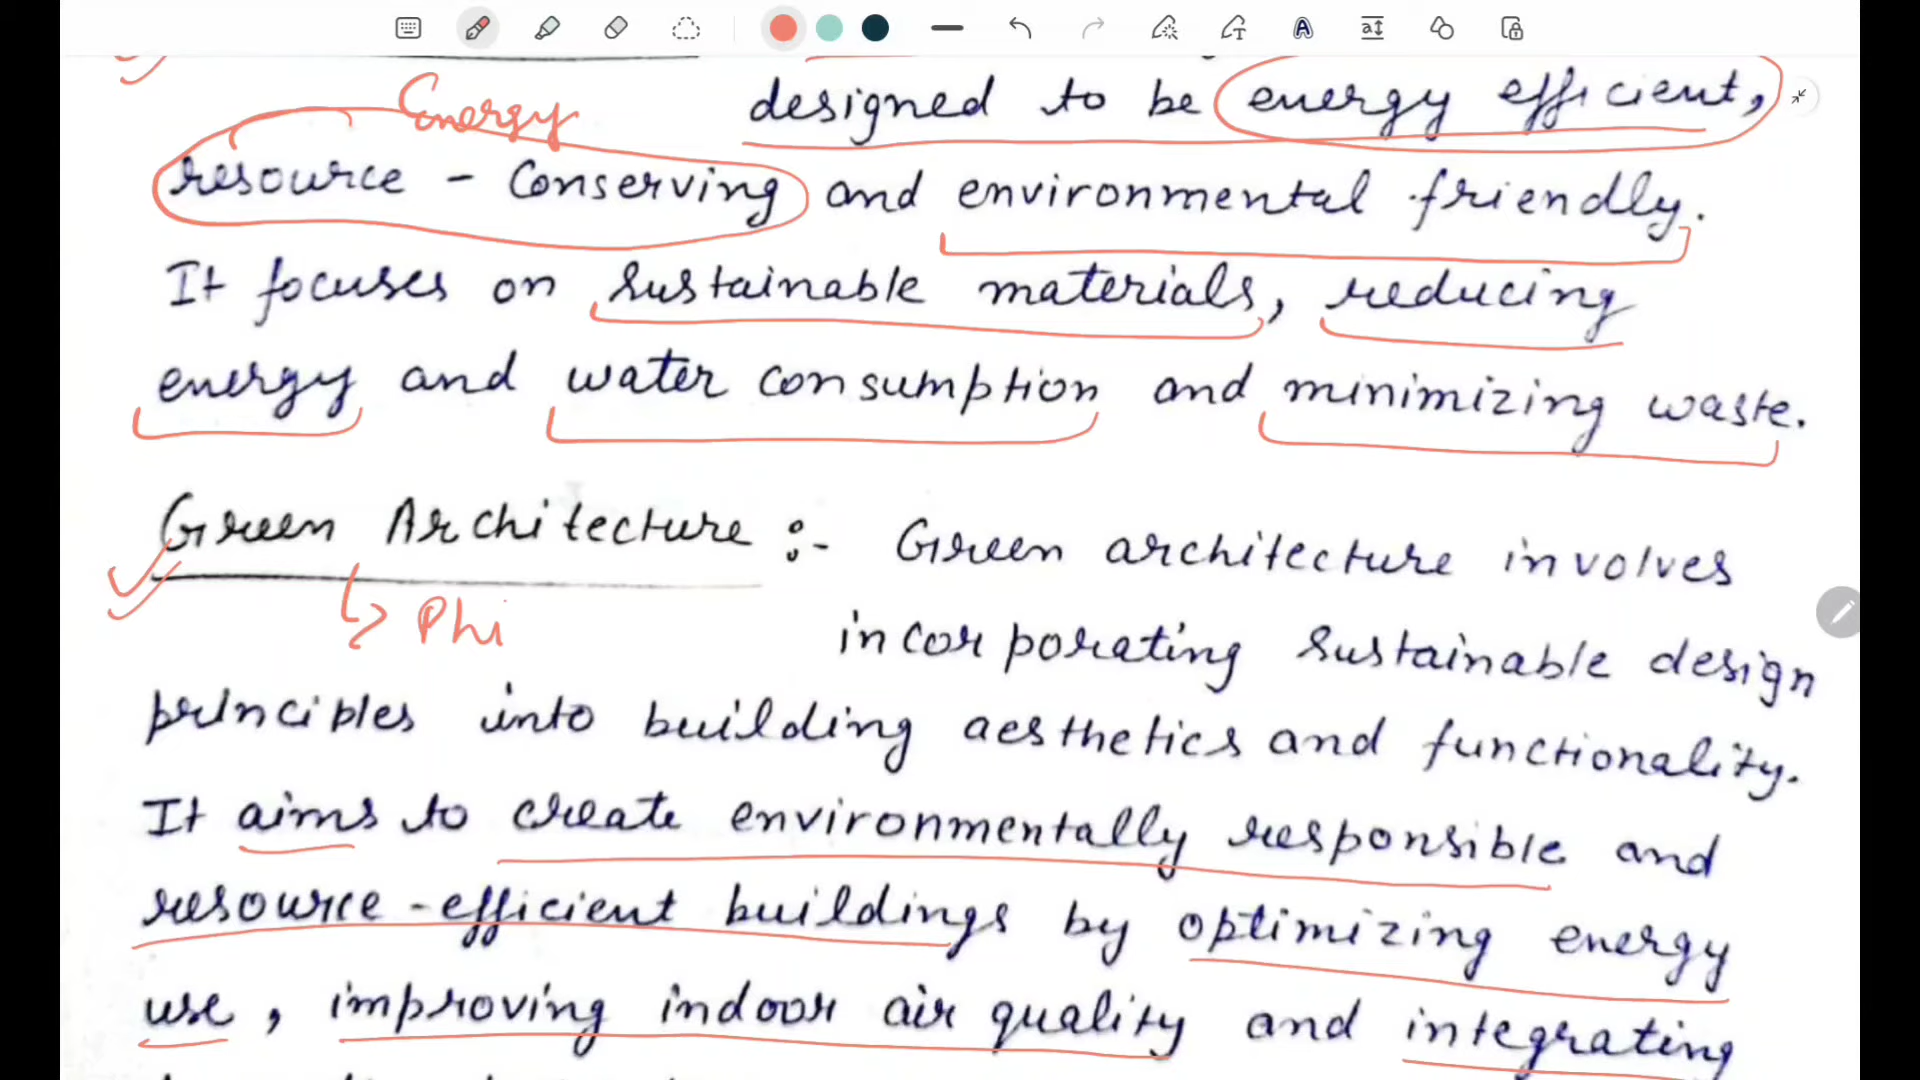 Energy
designed to be energy efficient,
resource - conserving and environmental friendly.
It focuses on sustainable materials, reducing
energy and water consumption and minimizing waste.
Green Architecture :- Green architecture involves
Phi
incorporating sustainable design
principles into building aesthetics and functionality.
It aims to create environmentally responsible and
resource-efficient buildings by optimizing energy
use, improving indoor air quality and integrating